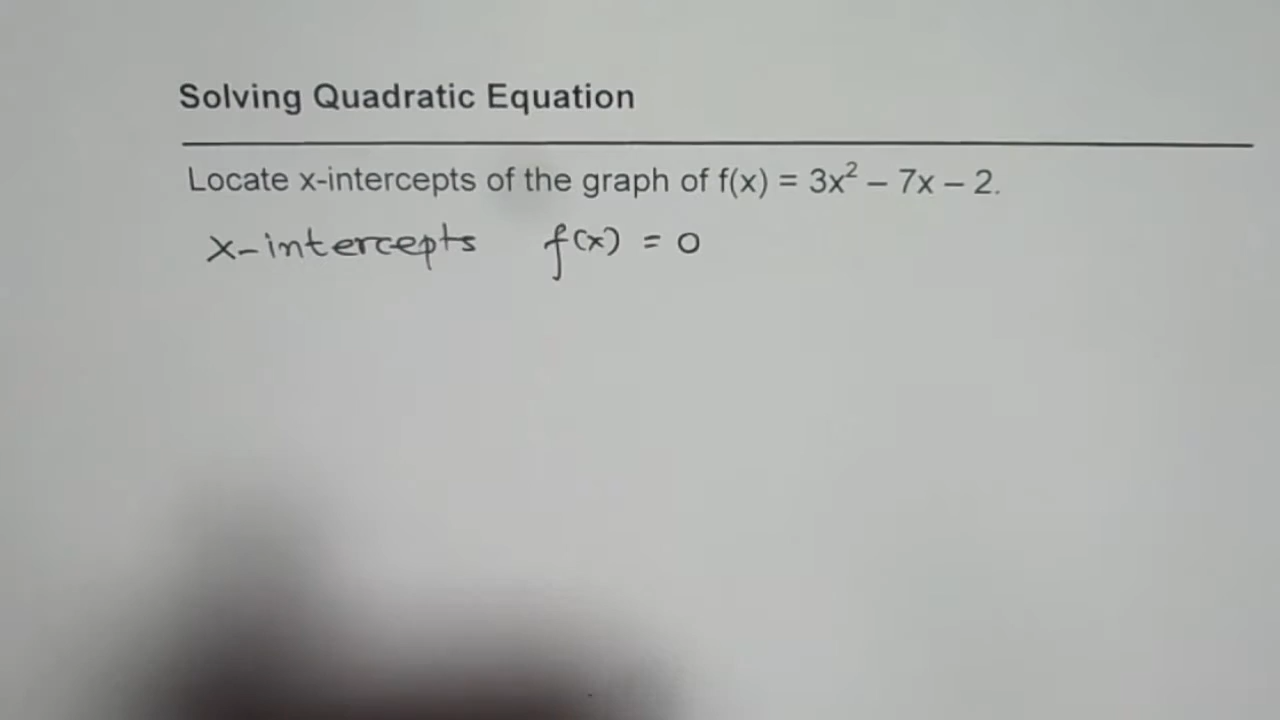 Solving Quadratic Equation
Locate x-intercepts of the graph of f(x) = 3x² – 7x – 2.
x-intercepts f(x) = 0